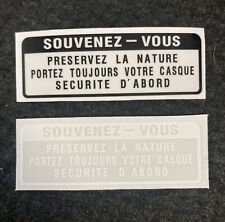 SOUVENEZ - VOUS
PRESERVEZ LA NATURE
PORTEZ TOUJOURS VOTRE CASQUE
SECURITE D'ABORD
SOUVENEZ - VOUS
PRESERVEZ LA NATURE
PORTEZ TOUJOURS VOTRE CASQUE
SECURITE D'ABORD